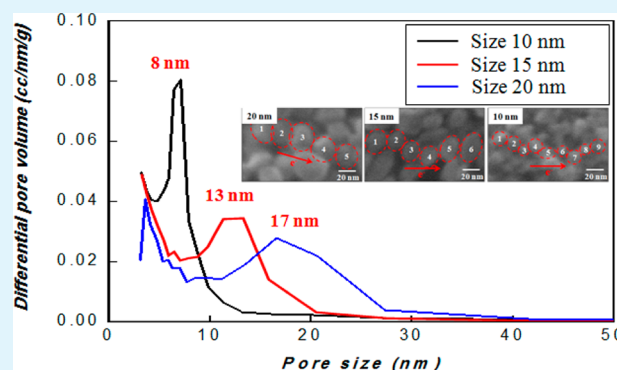 0.10
0.08
0.06
0.04
0.02
0.00
Differential pore volume (cc/nm/g)
8 nm
13 nm
17 nm
Size 10 nm
Size 15 nm
Size 20 nm
20 nm
1 2 3 4 5
e-
20 nm
15 nm
1 2 3 4 5 6
20 nm
10 nm
1 2 3 4 5 6 7 8 9
20 nm
0 10 20 30 40 50
Pore size (nm)